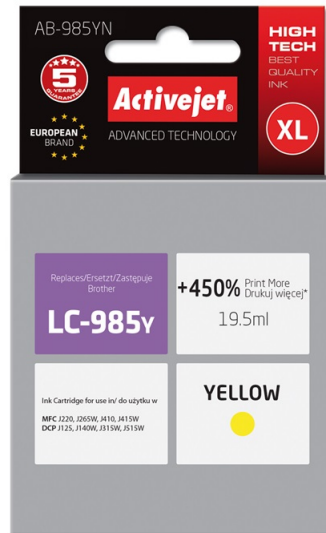 AB-985YN
HIGH
TECH
BEST
QUALITY
INK
5
YEARS
GUARANTEE
Activejet®
EUROPEAN
BRAND
ADVANCED TECHNOLOGY
XL
Replaces/Ersetzt/Zastępuje
Brother
LC-985Y
+450% Print More
Drukuj więcej*
19.5ml
Ink Cartridge for use in/ do użytku w
MFC J220, J265W, J410, J415W
DCP J125, J140W, J315W, J515W
YELLOW